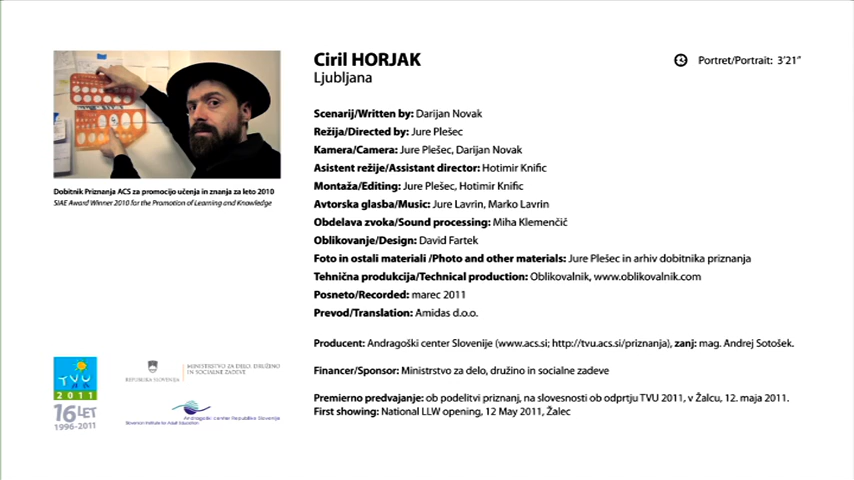 Ciril HORJAK
Ljubljana
Portret/Portrait: 3'21"
Scenarij/Written by: Darijan Novak
Režija/Directed by: Jure Plešec
Kamera/Camera: Jure Plešec, Darijan Novak
Asistent režije/Assistant director: Hotimir Knific
Montaža/Editing: Jure Plešec, Hotimir Knific
Avtorska glasba/Music: Jure Lavrin, Marko Lavrin
Obdelava zvoka/Sound processing: Miha Klemenčič
Oblikovanje/Design: David Fartek
Foto in ostali materiali /Photo and other materials: Jure Plešec in arhiv dobitnika priznanja
Tehnična produkcija/Technical production: Oblikovalnik, www.oblikovalnik.com
Posneto/Recorded: marec 2011
Prevod/Translation: Amidas d.o.o.
Producent: Andragoški center Slovenije (www.acs.si; http://tvu.acs.si/priznanja), zanj: mag. Andrej Sotošek.
Financer/Sponsor: Ministrstvo za delo, družino in socialne zadeve
Premierno predvajanje: ob podelitvi priznanj, na slovesnosti ob odprtju TVU 2011, v Žalcu, 12. maja 2011.
First showing: National LLW opening, 12 May 2011, Žalec
Dobitnik Priznanja ACS za promocijo učenja in znanja za leto 2010
SIAE Award Winner 2010 for the Promotion of Learning and Knowledge
TVU
2011
16 LET
1996-2011
REPUBLIKA SLOVENIJA
MINISTRSTVO ZA DELO, DRUŽINO
IN SOCIALNE ZADEVE
Andragoški center Republike Slovenije
Slovenian Institute for Adult Education